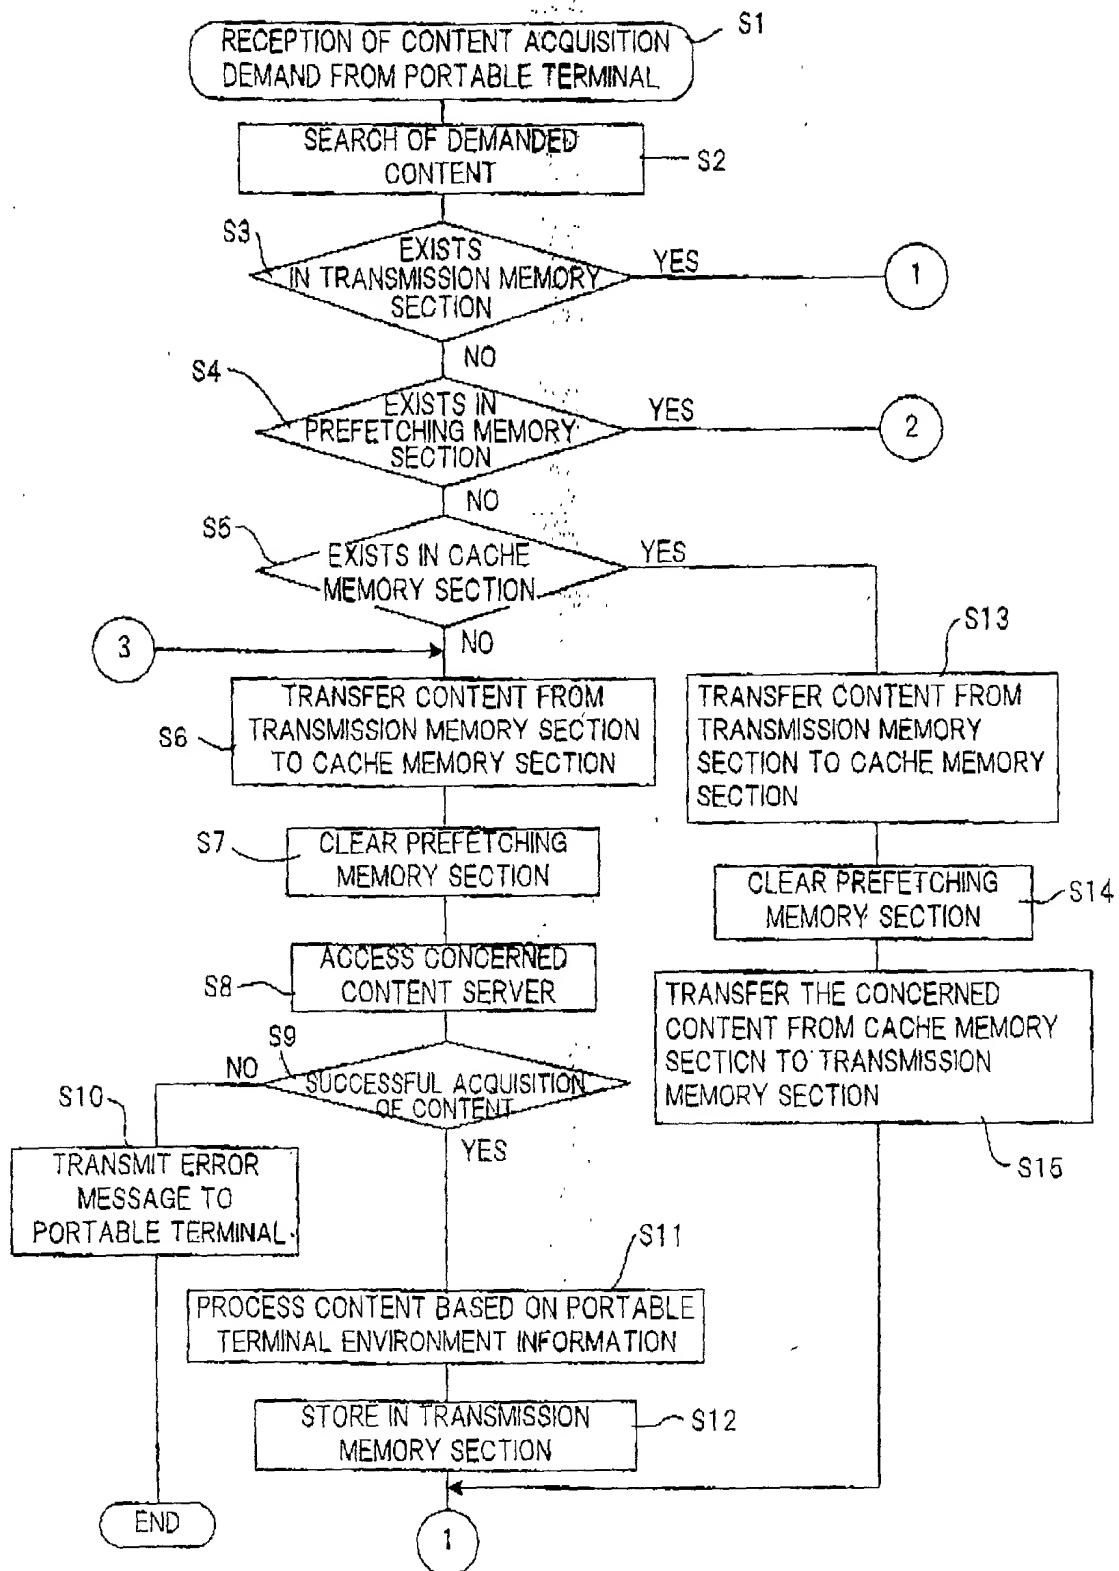 S1
RECEPTION OF CONTENT ACQUISITION
DEMAND FROM PORTABLE TERMINAL
SEARCH OF DEMANDED
CONTENT
S2
S3
EXISTS
IN TRANSMISSION MEMORY
SECTION
YES
1
NO
S4
EXISTS IN
PREFETCHING MEMORY
SECTION
YES
2
NO
S5
EXISTS IN CACHE
MEMORY SECTION
YES
3
NO
S13
S6
TRANSFER CONTENT FROM
TRANSMISSION MEMORY SECTION
TO CACHE MEMORY SECTION
TRANSFER CONTENT FROM
TRANSMISSION MEMORY
SECTION TO CACHE MEMORY
SECTION
S7
CLEAR PREFETCHING
MEMORY SECTION
CLEAR PREFETCHING
MEMORY SECTION
S14
S8
ACCESS CONCERNED
CONTENT SERVER
TRANSFER THE CONCERNED
CONTENT FROM CACHE MEMORY
SECTION TO TRANSMISSION
MEMORY SECTION
S15
S9
NO
SUCCESSFUL ACQUISITION
OF CONTENT
YES
S10
TRANSMIT ERROR
MESSAGE TO
PORTABLE TERMINAL
S11
PROCESS CONTENT BASED ON PORTABLE
TERMINAL ENVIRONMENT INFORMATION
STORE IN TRANSMISSION
MEMORY SECTION
S12
END
1